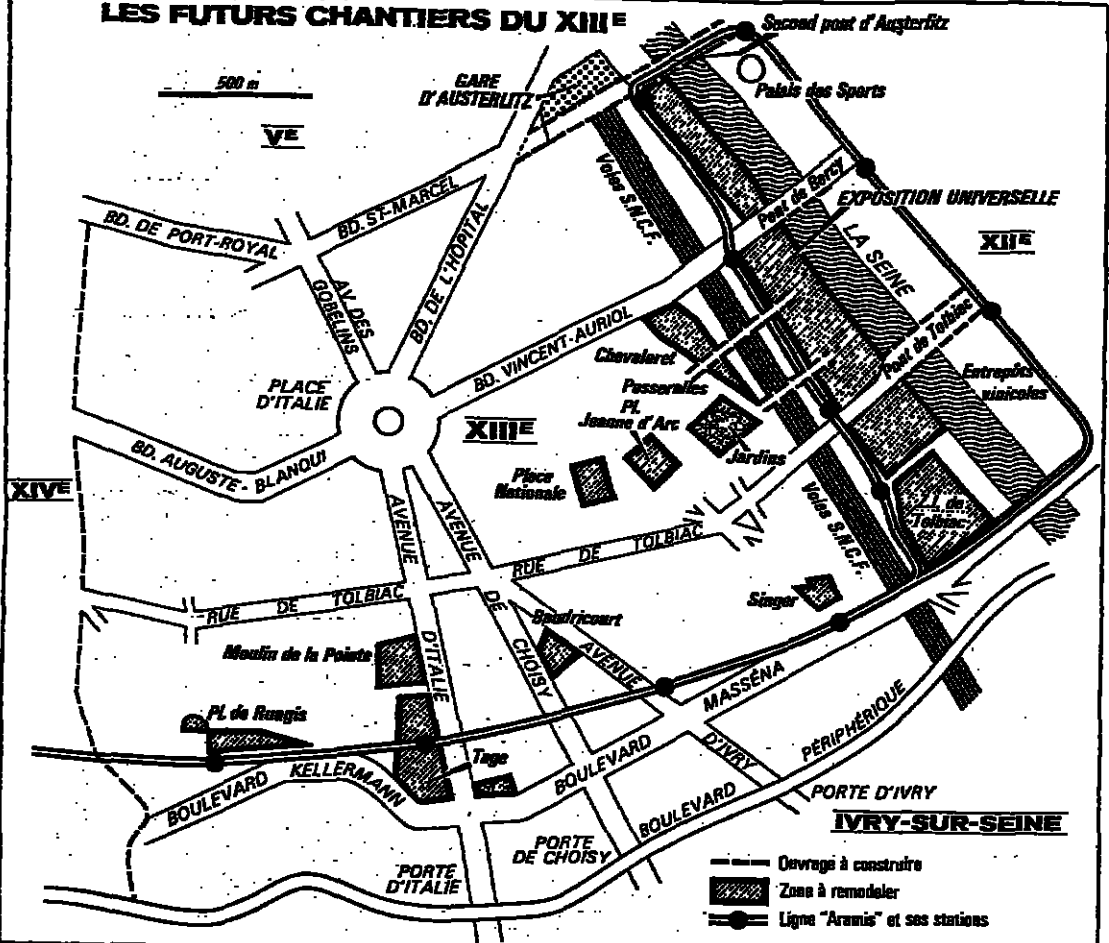 LES FUTURS CHANTIERS DU XIIIE
Second pont d'Austerlitz
500 m
GARE
D'AUSTERLITZ
Palais des Sports
VE
Voies S.N.C.F.
Pont de Bercy
EXPOSITION UNIVERSELLE
BD. DE PORT-ROYAL
BD. ST-MARCEL
BD. DE L'HOPITAL
LA SEINE
XIIE
AV. DES
GOBELINS
BD. VINCENT-AURIOL
Pont de Tolbiac
Chevaleret
PLACE
D'ITALIE
Passerelles
Entrepôts
vinicoles
XIIIE
Pl.
Jeanne d'Arc
Jardins
BD. AUGUSTE-BLANQUI
Place
Nationale
XIVE
AVENUE
AVENUE
Voies S.N.C.F.
de
Tolbiac
RUE DE TOLBIAC
RUE DE TOLBIAC
Singer
DE
CHOISY
D'ITALIE
Baudricourt
AVENUE
Moulin de la Pointe
MASSÉNA
Pl. de Rungis
D'IVRY
PÉRIPHÉRIQUE
Tage
BOULEVARD
BOULEVARD KELLERMANN
BOULEVARD
PORTE D'IVRY
IVRY-SUR-SEINE
PORTE
DE CHOISY
PORTE
D'ITALIE
Ouvrage à construire
Zone à remodeler
Ligne "Aramis" et ses stations